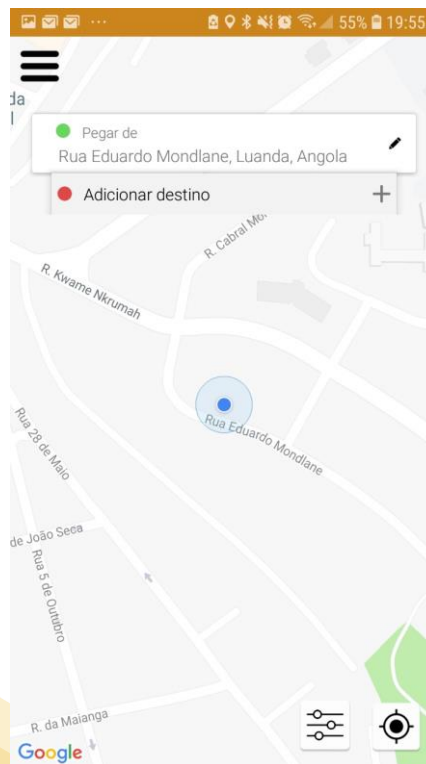 55% 19:55
da
l
Pegar de
Rua Eduardo Mondlane, Luanda, Angola
Adicionar destino
R. Cabral Mon
R. Kwame Nkrumah
Rua Eduardo Mondlane
Rua 28 de Maio
de João Seca
Rua 5 de Outubro
R. da Maianga
Google